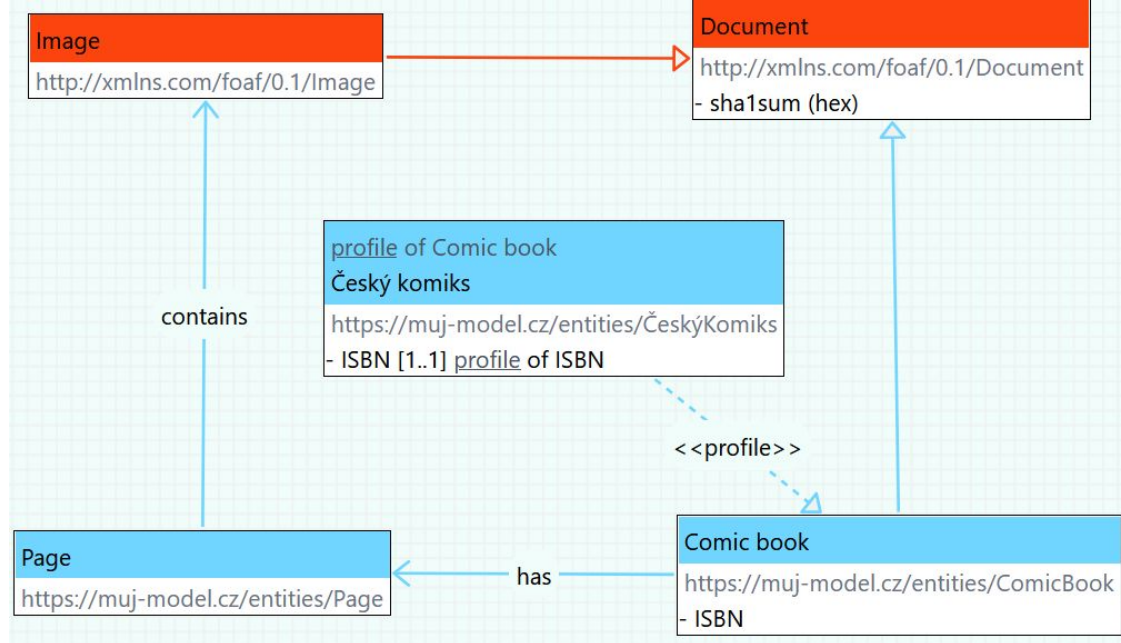 Image
http://xmlns.com/foaf/0.1/Image
Document
http://xmlns.com/foaf/0.1/Document
- sha1sum (hex)
contains
profile of Comic book
Český komiks
https://muj-model.cz/entities/ČeskýKomiks
- ISBN [1..1] profile of ISBN
<<profile>>
Page
https://muj-model.cz/entities/Page
has
Comic book
https://muj-model.cz/entities/ComicBook
- ISBN